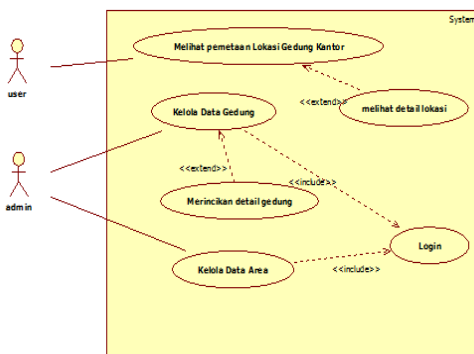 System
Melihat pemetaan Lokasi Gedung Kantor
user
<<extend>>
melihat detail lokasi
Kelola Data Gedung
<<extend>>
<<include>>
admin
Merincikan detail gedung
Login
Kelola Data Area
<<include>>